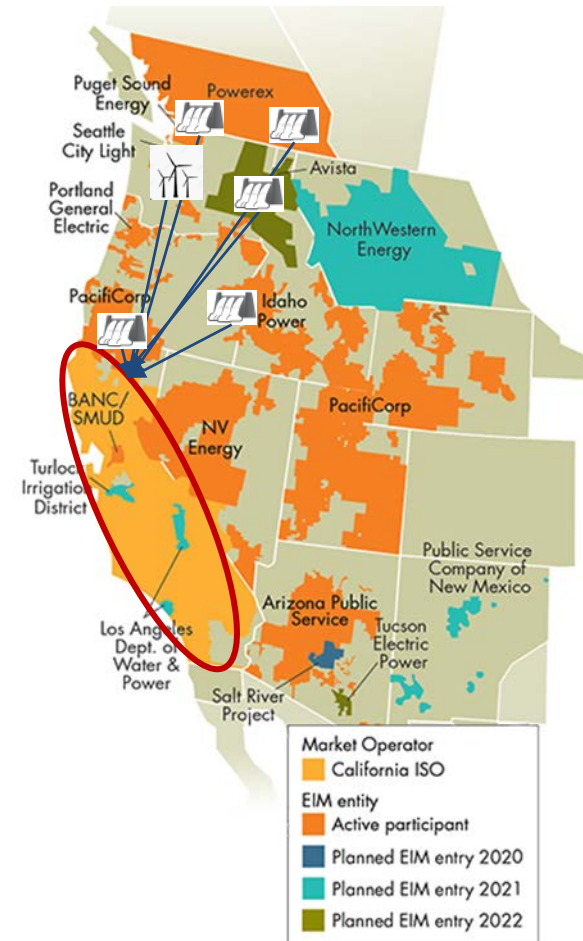 Powerex
Puget Sound
Energy
Seattle
City Light
Avista
Portland
General
Electric
NorthWestern
Energy
PacifiCorp
Idaho
Power
BANC/
SMUD
NV
Energy
PacifiCorp
Turlock
Irrigation
District
Public Service
Company of
New Mexico
Arizona Public
Service
Tucson
Electric
Power
Los Angeles
Dept. of
Water &
Power
Salt River
Project
Market Operator
California ISO
EIM entity
Active participant
Planned EIM entry 2020
Planned EIM entry 2021
Planned EIM entry 2022